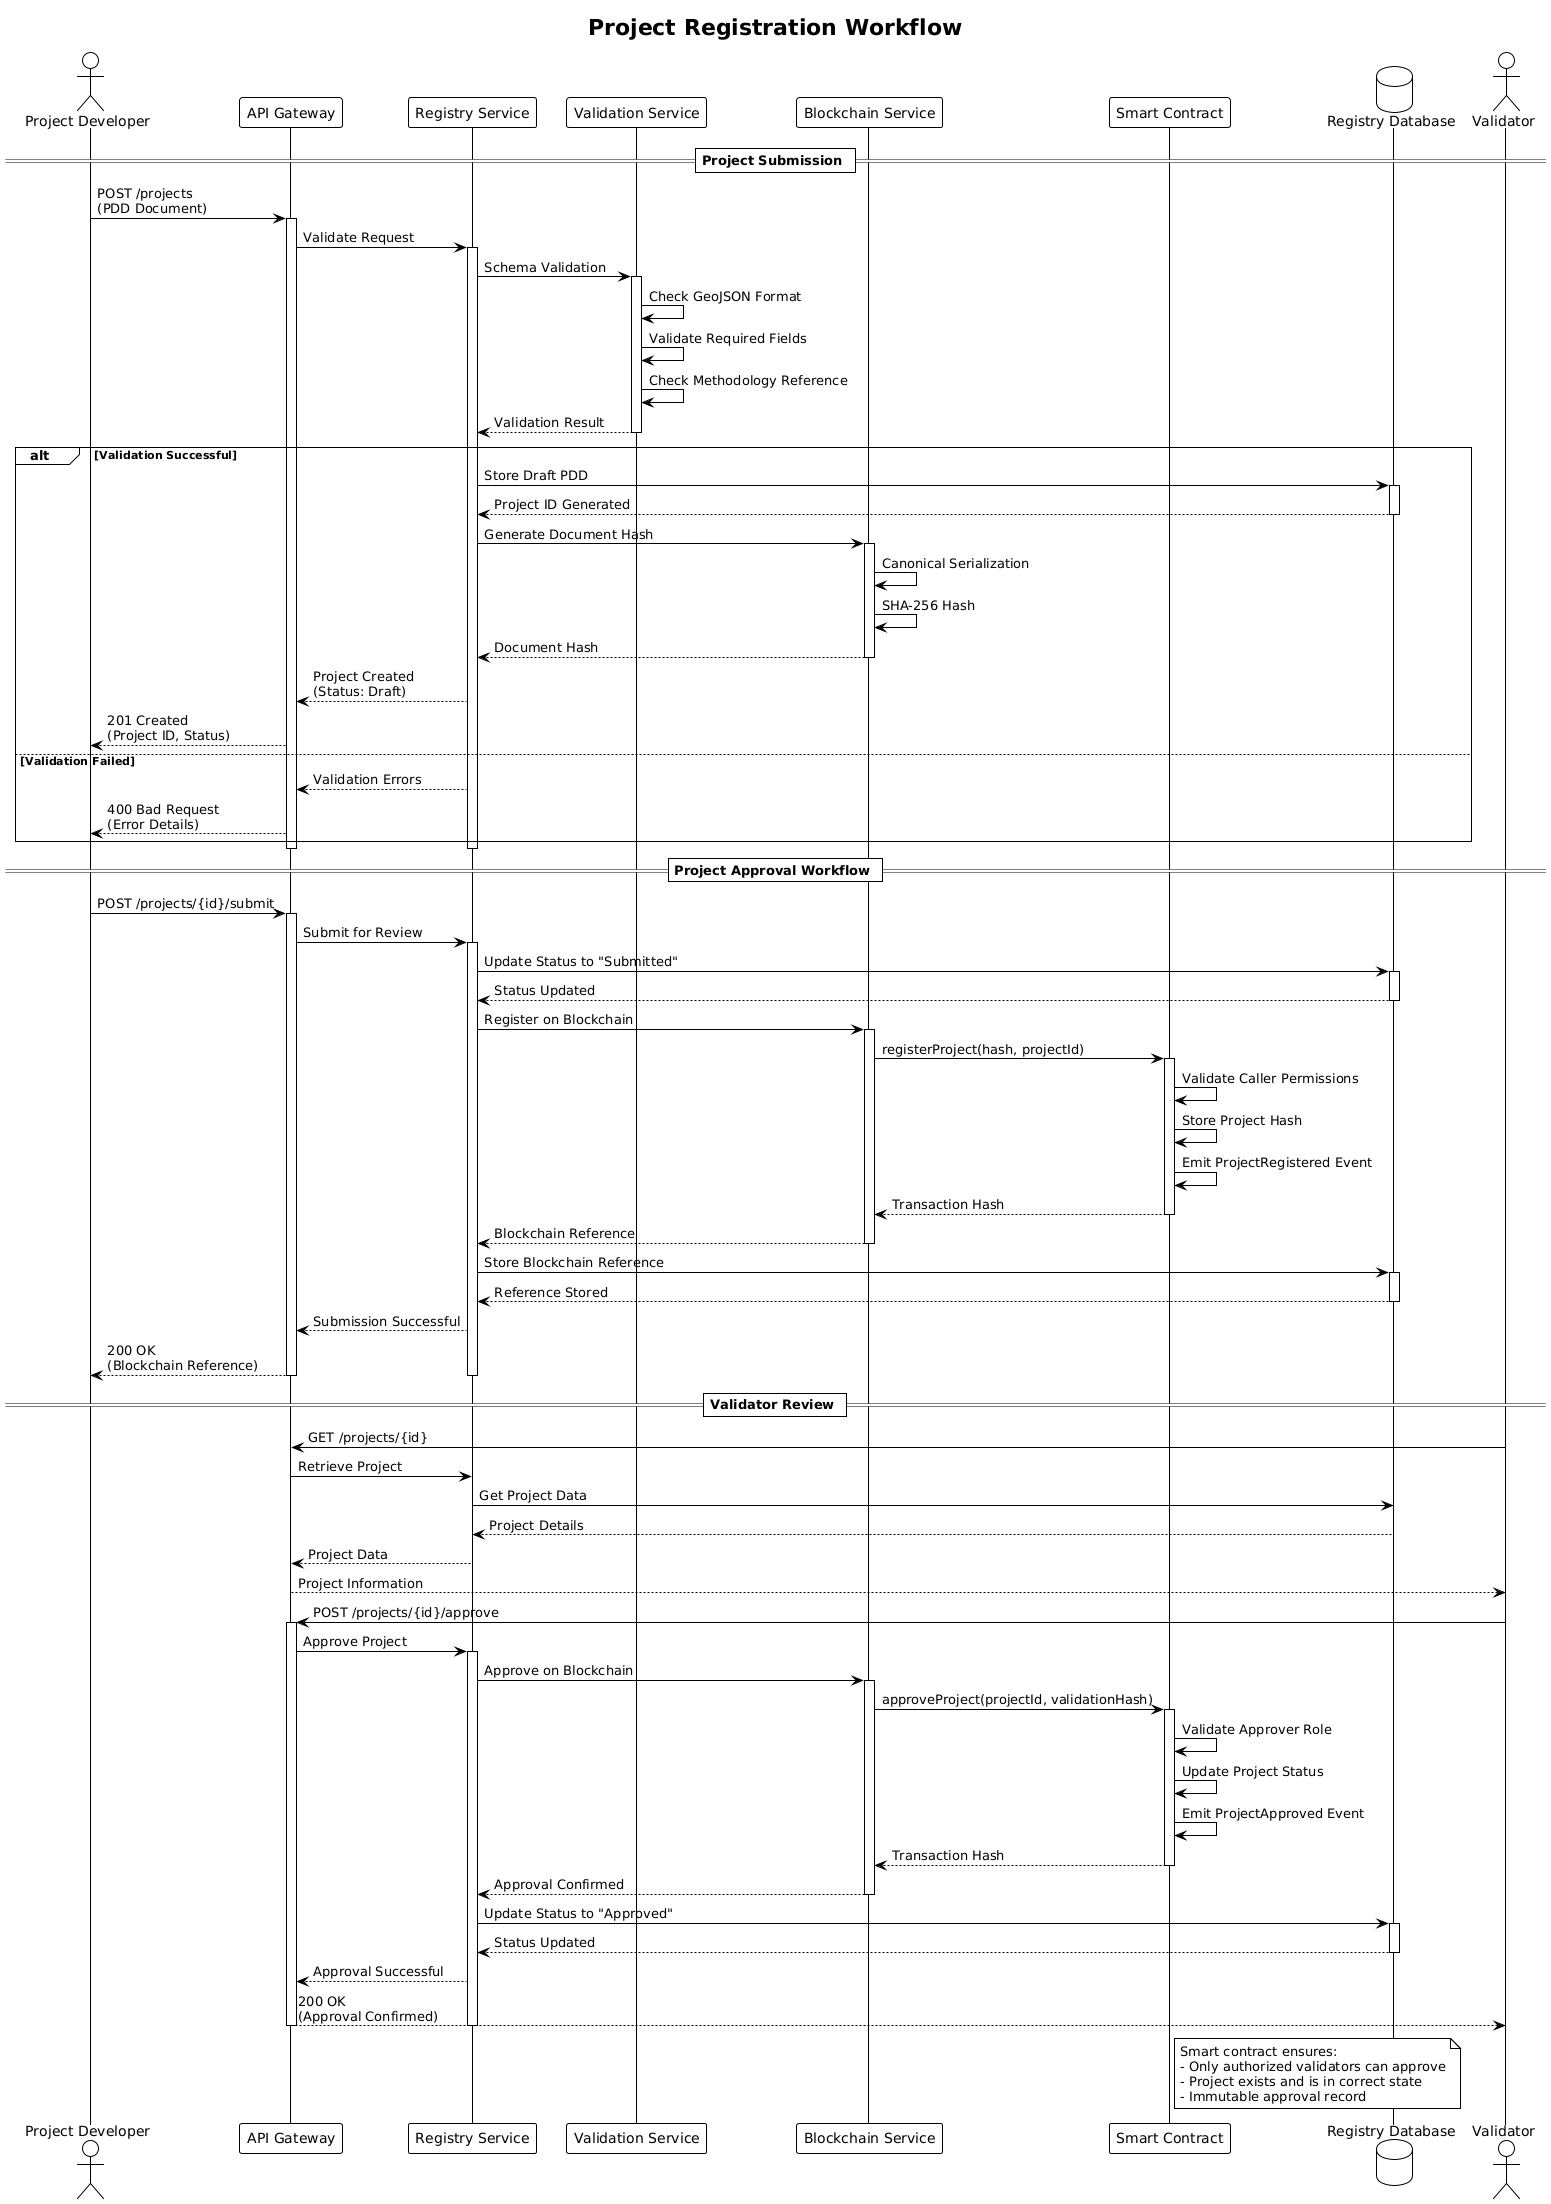 Project Registration Workflow
Project Developer
API Gateway
Registry Service
Validation Service
Blockchain Service
Smart Contract
Registry Database
Validator
Project Submission
POST /projects
(PDD Document)
Validate Request
Schema Validation
Check GeoJSON Format
Validate Required Fields
Check Methodology Reference
Validation Result
alt
[Validation Successful]
Store Draft PDD
Project ID Generated
Generate Document Hash
Canonical Serialization
SHA-256 Hash
Document Hash
Project Created
(Status: Draft)
201 Created
(Project ID, Status)
[Validation Failed]
Validation Errors
400 Bad Request
(Error Details)
Project Approval Workflow
POST /projects/{id}/submit
Submit for Review
Update Status to "Submitted"
Status Updated
Register on Blockchain
registerProject(hash, projectId)
Validate Caller Permissions
Store Project Hash
Emit ProjectRegistered Event
Transaction Hash
Blockchain Reference
Store Blockchain Reference
Reference Stored
Submission Successful
200 OK
(Blockchain Reference)
Validator Review
GET /projects/{id}
Retrieve Project
Get Project Data
Project Details
Project Data
Project Information
POST /projects/{id}/approve
Approve Project
Approve on Blockchain
approveProject(projectId, validationHash)
Validate Approver Role
Update Project Status
Emit ProjectApproved Event
Transaction Hash
Approval Confirmed
Update Status to "Approved"
Status Updated
Approval Successful
200 OK
(Approval Confirmed)
Smart contract ensures:
- Only authorized validators can approve
- Project exists and is in correct state
- Immutable approval record
Project Developer
API Gateway
Registry Service
Validation Service
Blockchain Service
Smart Contract
Registry Database
Validator